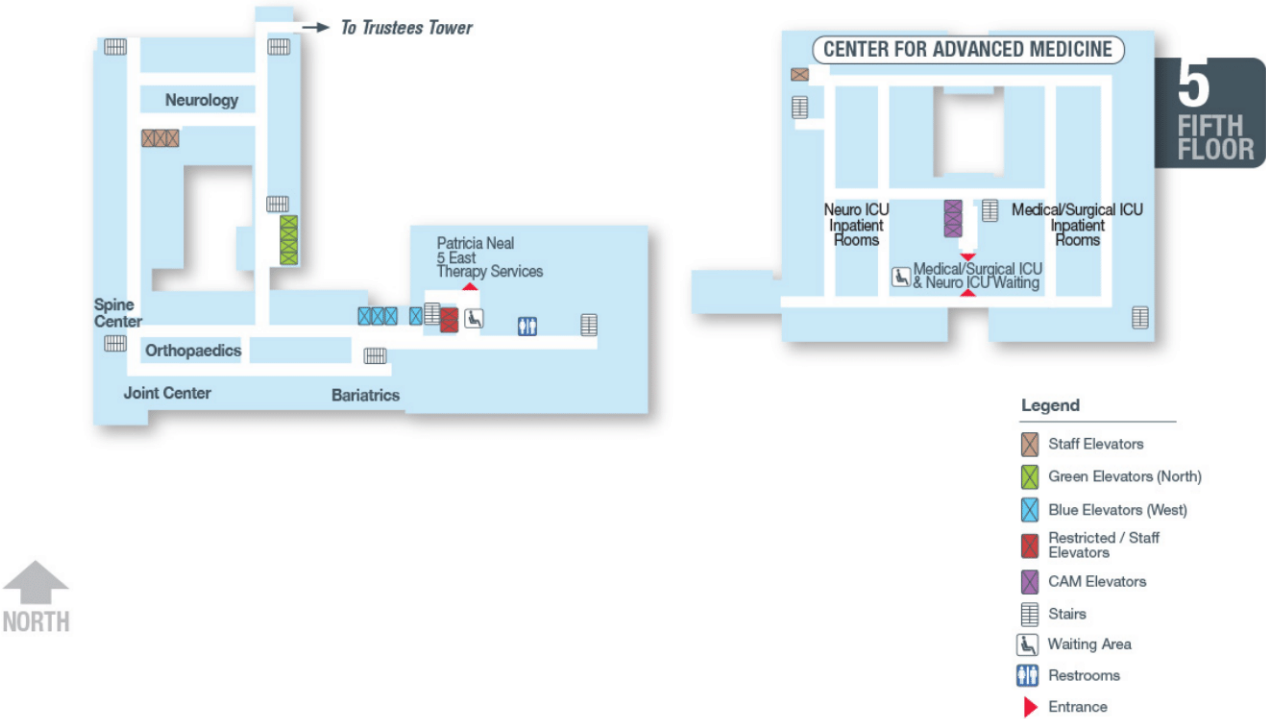 To Trustees Tower
Neurology
Patricia Neal
5 East
Therapy Services
Spine
Center
Orthopaedics
Joint Center
Bariatrics
CENTER FOR ADVANCED MEDICINE
5
FIFTH
FLOOR
Neuro ICU
Inpatient
Rooms
Medical/Surgical ICU
Inpatient
Rooms
Medical/Surgical ICU
& Neuro ICU Waiting
Legend
Staff Elevators
Green Elevators (North)
Blue Elevators (West)
Restricted / Staff
Elevators
CAM Elevators
Stairs
Waiting Area
Restrooms
Entrance
NORTH